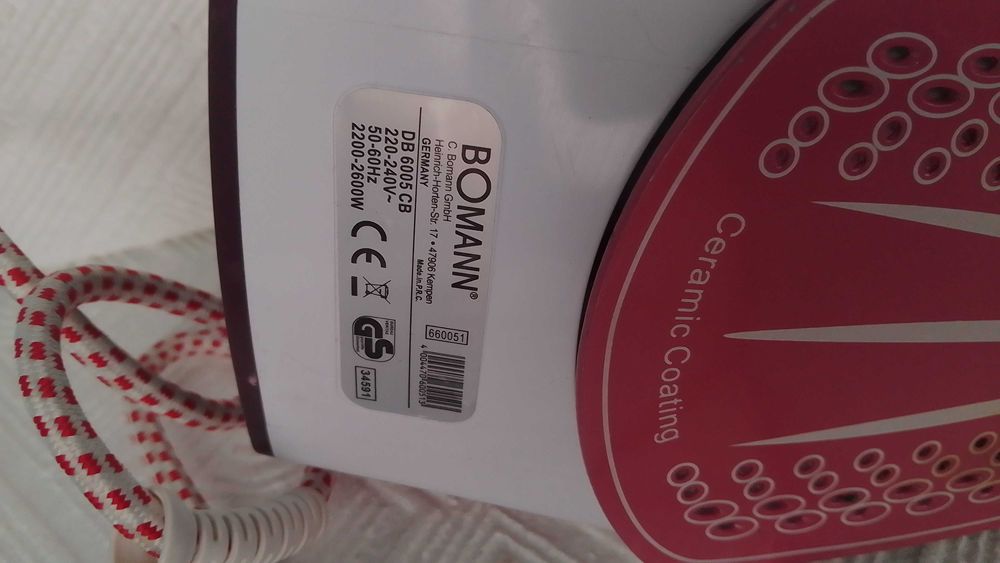 BOMANN®
C. Bomann GmbH
Heinrich-Horten-Str. 17 • 47906 Kempen
GERMANY
Made in P.R.C.
DB 6005 CB
220-240V~
50-60Hz
2200-2600W
CE
GS
660051
34591
Ceramic Coating